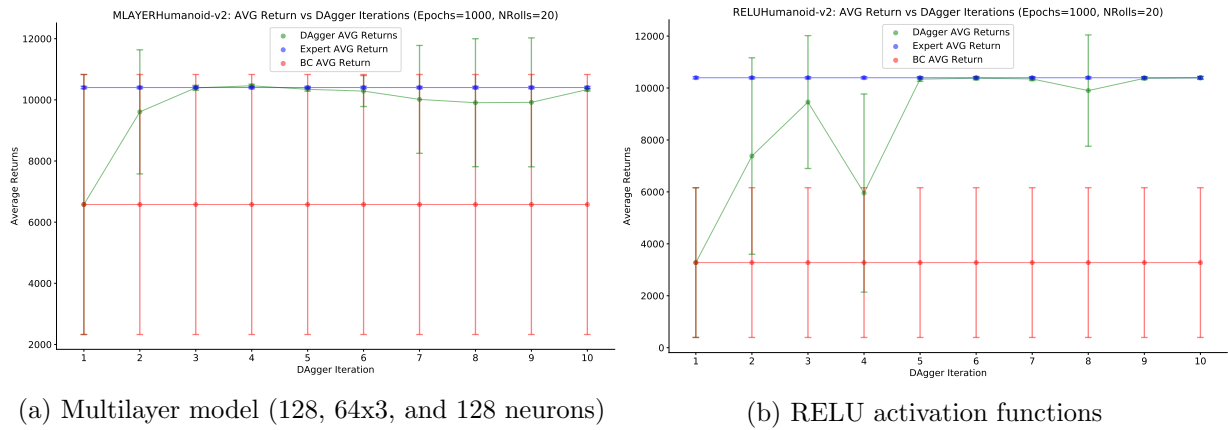 MLAYERHumanoid-v2: AVG Return vs DAgger Iterations (Epochs=1000, NRolls=20)
DAgger AVG Returns
Expert AVG Return
BC AVG Return
Average Returns
12000
10000
8000
6000
4000
2000
1 2 3 4 5 6 7 8 9 10
DAgger Iteration
(a) Multilayer model (128, 64x3, and 128 neurons)
RELUHumanoid-v2: AVG Return vs DAgger Iterations (Epochs=1000, NRolls=20)
DAgger AVG Returns
Expert AVG Return
BC AVG Return
Average Returns
12000
10000
8000
6000
4000
2000
0
1 2 3 4 5 6 7 8 9 10
DAgger Iteration
(b) RELU activation functions